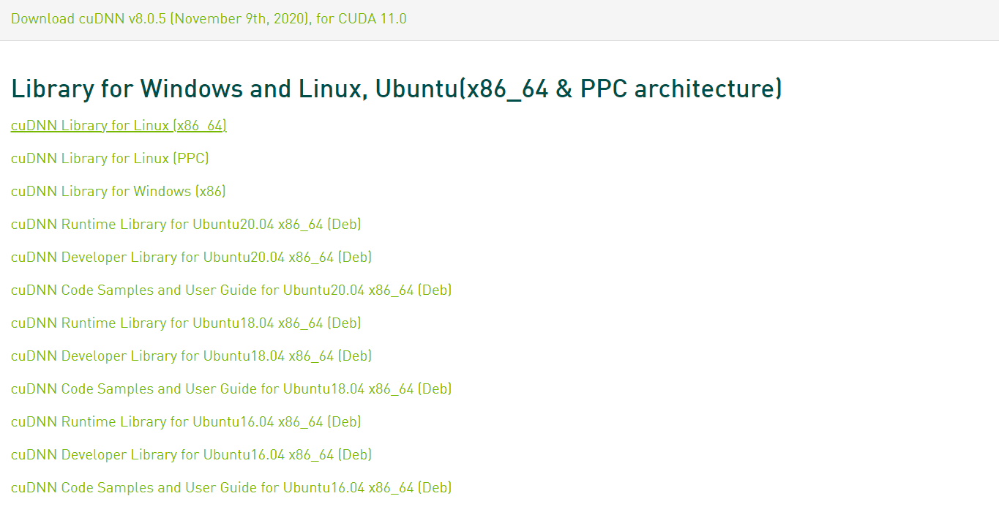 Download cuDNN v8.0.5 (November 9th, 2020), for CUDA 11.0
Library for Windows and Linux, Ubuntu(x86_64 & PPC architecture)
cuDNN Library for Linux (x86_64)
cuDNN Library for Linux (PPC)
cuDNN Library for Windows (x86)
cuDNN Runtime Library for Ubuntu20.04 x86_64 (Deb)
cuDNN Developer Library for Ubuntu20.04 x86_64 (Deb)
cuDNN Code Samples and User Guide for Ubuntu20.04 x86_64 (Deb)
cuDNN Runtime Library for Ubuntu18.04 x86_64 (Deb)
cuDNN Developer Library for Ubuntu18.04 x86_64 (Deb)
cuDNN Code Samples and User Guide for Ubuntu18.04 x86_64 (Deb)
cuDNN Runtime Library for Ubuntu16.04 x86_64 (Deb)
cuDNN Developer Library for Ubuntu16.04 x86_64 (Deb)
cuDNN Code Samples and User Guide for Ubuntu16.04 x86_64 (Deb)